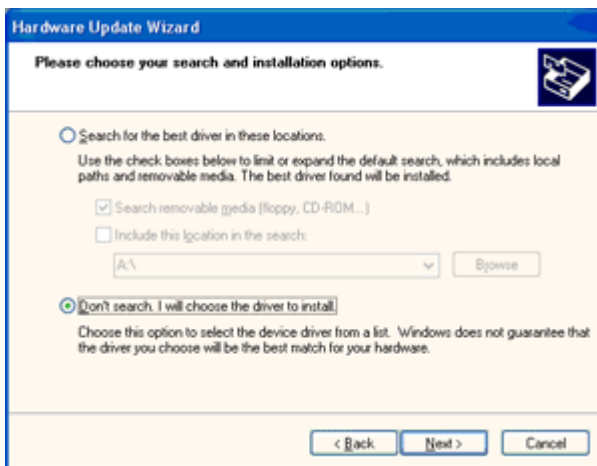 Hardware Update Wizard
Please choose your search and installation options.
Search for the best driver in these locations.
Use the check boxes below to limit or expand the default search, which includes local
paths and removable media. The best driver found will be installed.
Search removable media (floppy, CD-ROM...)
Include this location in the search:
A:\
Browse
Don't search. I will choose the driver to install.
Choose this option to select the device driver from a list. Windows does not guarantee that
the driver you choose will be the best match for your hardware.
< Back Next > Cancel